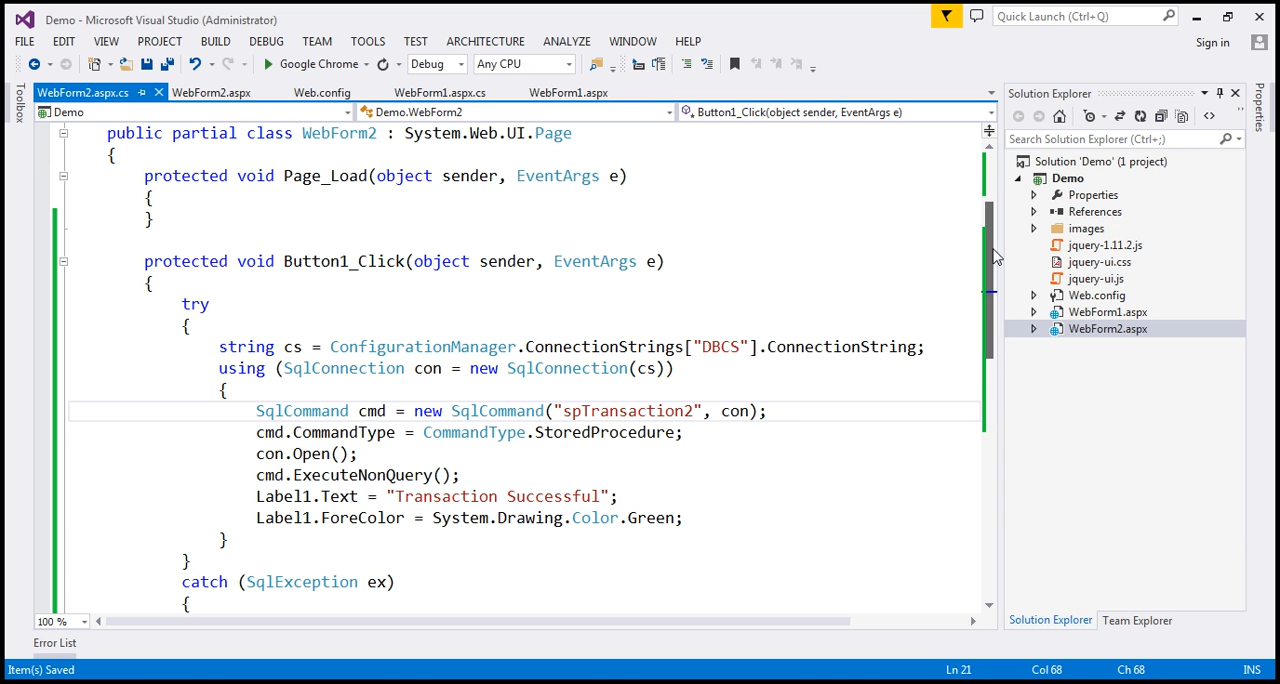 Demo - Microsoft Visual Studio (Administrator)
Quick Launch (Ctrl+Q)
FILE EDIT VIEW PROJECT BUILD DEBUG TEAM TOOLS TEST ARCHITECTURE ANALYZE WINDOW HELP
Sign in
Google Chrome Debug Any CPU
Toolbox
WebForm2.aspx.cs WebForm2.aspx Web.config WebForm1.aspx.cs WebForm1.aspx
Demo Demo.WebForm2 Button1_Click(object sender, EventArgs e)
public partial class WebForm2 : System.Web.UI.Page
{
protected void Page_Load(object sender, EventArgs e)
{
}
protected void Button1_Click(object sender, EventArgs e)
{
try
{
string cs = ConfigurationManager.ConnectionStrings["DBCS"].ConnectionString;
using (SqlConnection con = new SqlConnection(cs))
{
SqlCommand cmd = new SqlCommand("spTransaction2", con);
cmd.CommandType = CommandType.StoredProcedure;
con.Open();
cmd.ExecuteNonQuery();
Label1.Text = "Transaction Successful";
Label1.ForeColor = System.Drawing.Color.Green;
}
}
catch (SqlException ex)
{
100 %
Solution Explorer
Search Solution Explorer (Ctrl+;)
Solution 'Demo' (1 project)
Demo
Properties
References
images
jquery-1.11.2.js
jquery-ui.css
jquery-ui.js
Web.config
WebForm1.aspx
WebForm2.aspx
Solution Explorer Team Explorer
Properties
Error List
Item(s) Saved Ln 21 Col 68 Ch 68 INS